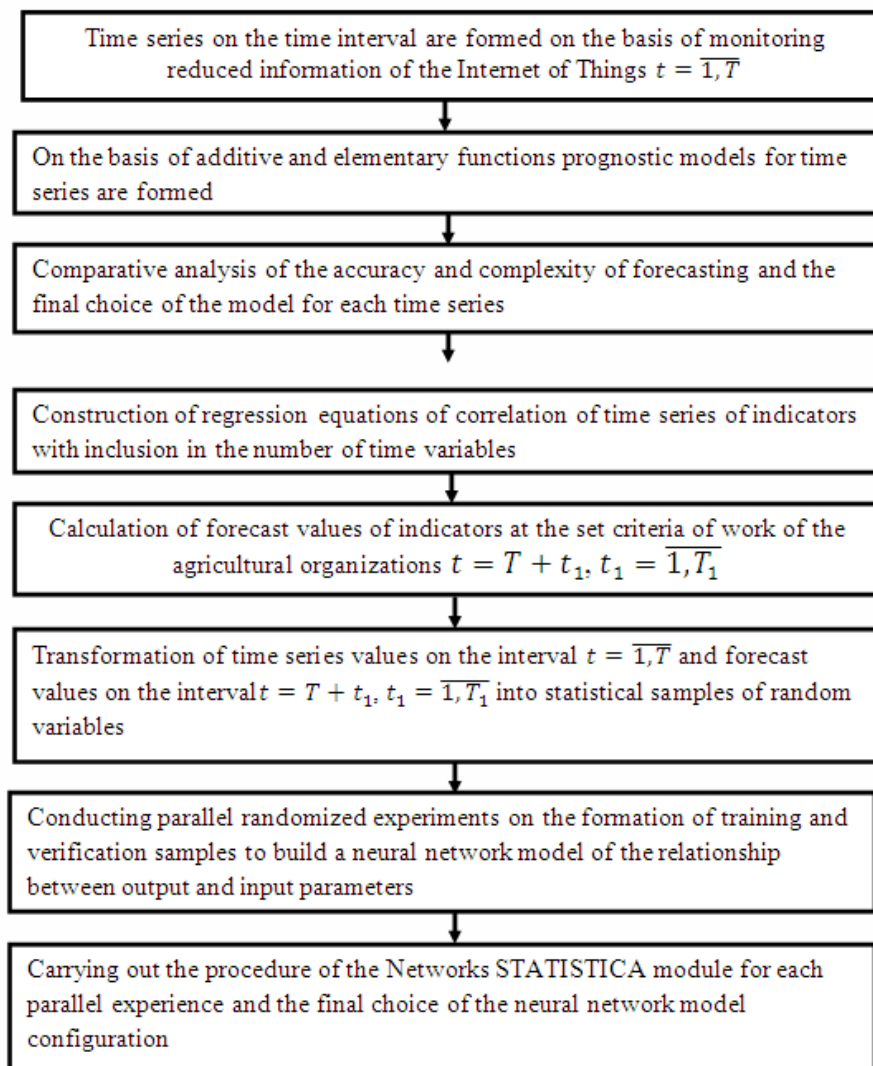 Time series on the time interval are formed on the basis of monitoring
reduced information of the Internet of Things t = \overline{1,T}
On the basis of additive and elementary functions prognostic models for time
series are formed
Comparative analysis of the accuracy and complexity of forecasting and the
final choice of the model for each time series
Construction of regression equations of correlation of time series of indicators
with inclusion in the number of time variables
Calculation of forecast values of indicators at the set criteria of work of the
agricultural organizations t = T + t₁, t₁ = \overline{1,T₁}
Transformation of time series values on the interval t = \overline{1,T} and forecast
values on the interval t = T + t₁, t₁ = \overline{1,T₁} into statistical samples of random
variables
Conducting parallel randomized experiments on the formation of training and
verification samples to build a neural network model of the relationship
between output and input parameters
Carrying out the procedure of the Networks STATISTICA module for each
parallel experience and the final choice of the neural network model
configuration